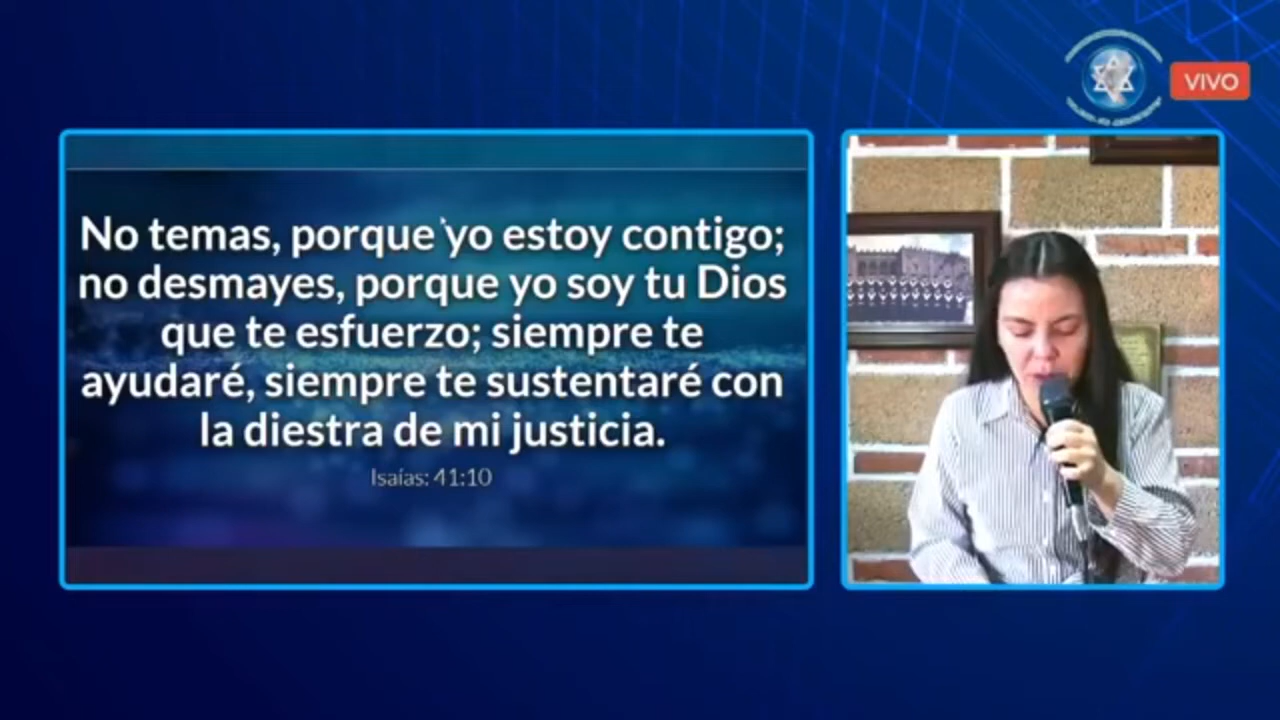 VIVO
No temas, porque yo estoy contigo;
no desmayes, porque yo soy tu Dios
que te esfuerzo; siempre te
ayudaré, siempre te sustentaré con
la diestra de mi justicia.
Isaías: 41:10